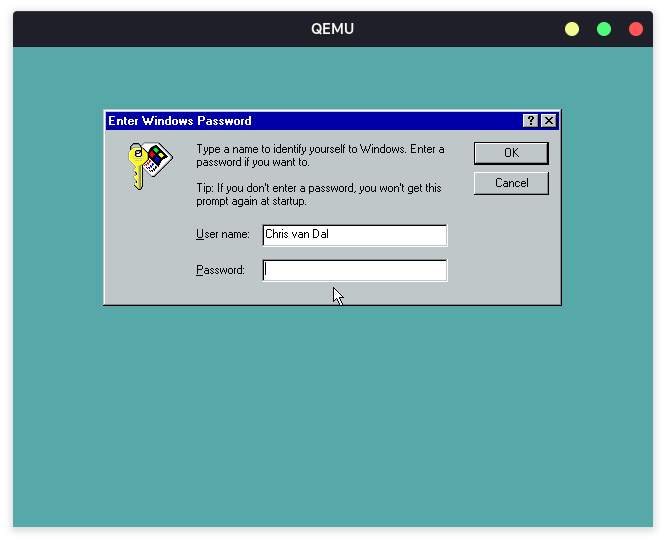 QEMU
Enter Windows Password
Type a name to identify yourself to Windows. Enter a
password if you want to.
OK
Cancel
Tip: If you don't enter a password, you won't get this
prompt again at startup.
User name: Chris van Dal
Password: